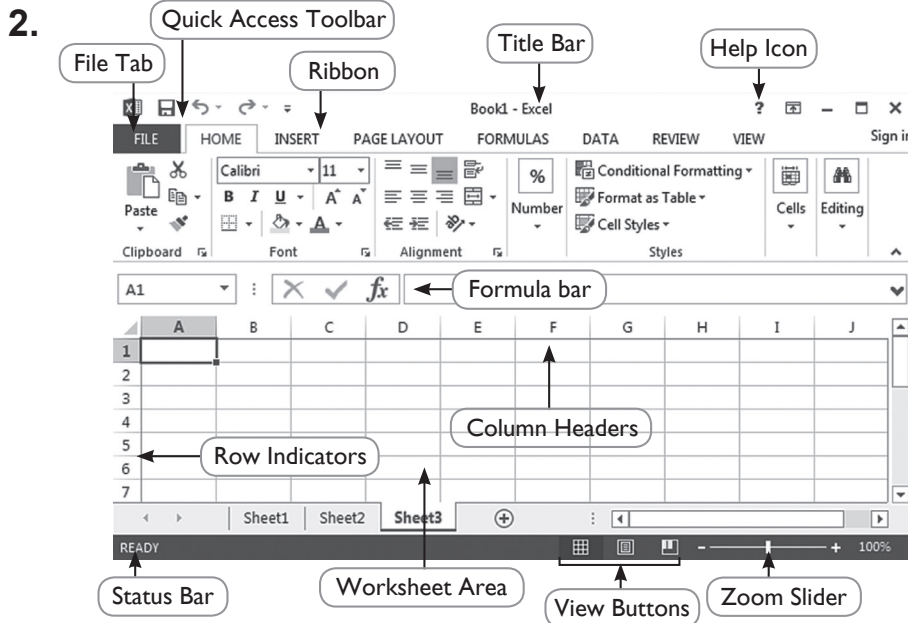 2.
Quick Access Toolbar
File Tab
Ribbon
Title Bar
Help Icon
Book1 - Excel
?
FILE HOME INSERT PAGE LAYOUT FORMULAS DATA REVIEW VIEW Sign in
Calibri 11
Paste
B I U A A
A
Clipboard
Font
Alignment
%
Number
Conditional Formatting
Format as Table
Cell Styles
Styles
Cells
Editing
A1
fx
Formula bar
A B C D E F G H I J
1
2
3
4
5
6
7
Column Headers
Row Indicators
Sheet1 Sheet2 Sheet3
READY
- + 100%
Status Bar
Worksheet Area
View Buttons
Zoom Slider